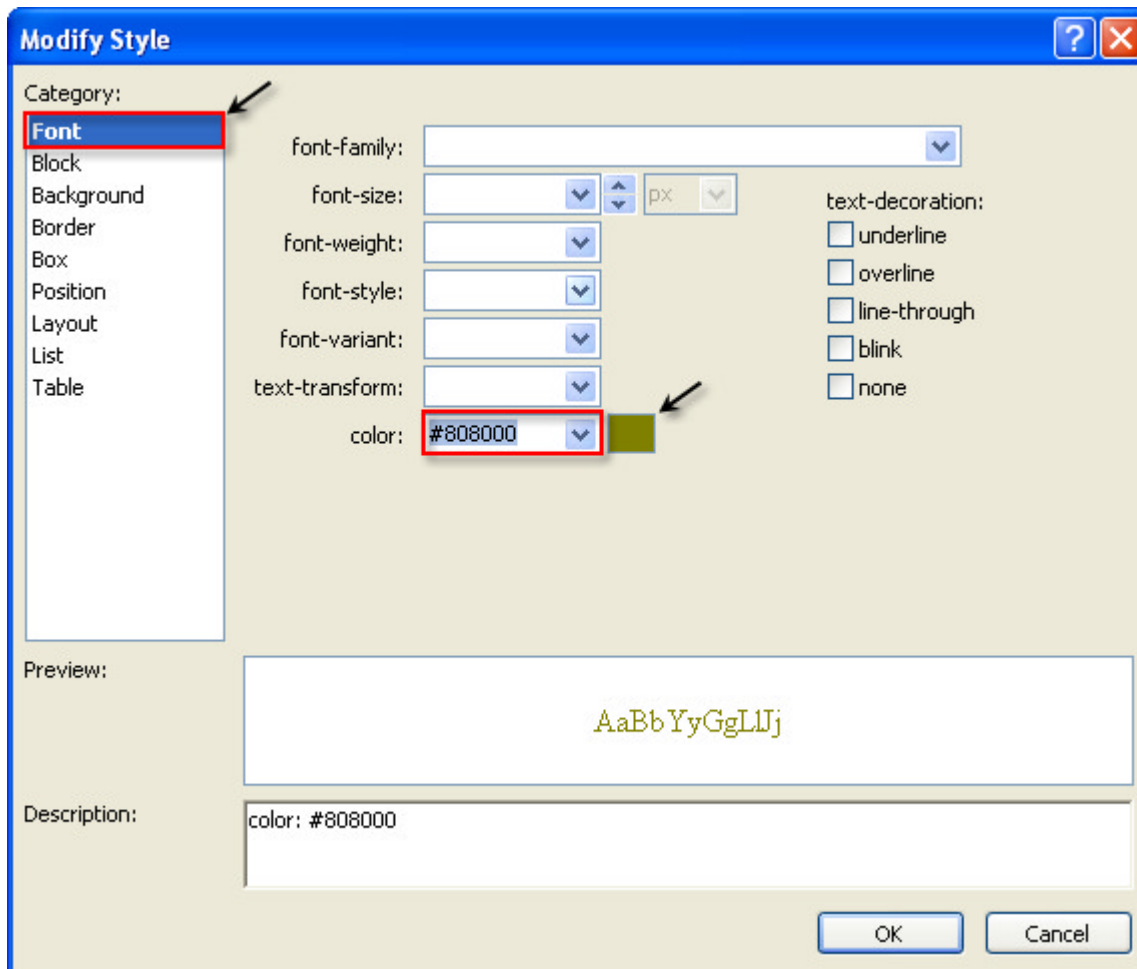 Modify Style
Category:
Font
Block
Background
Border
Box
Position
Layout
List
Table
font-family:
font-size:
px
font-weight:
font-style:
font-variant:
text-transform:
color: #808000
text-decoration:
underline
overline
line-through
blink
none
Preview:
AaBbYyGgLlJj
Description:
color: #808000
OK Cancel